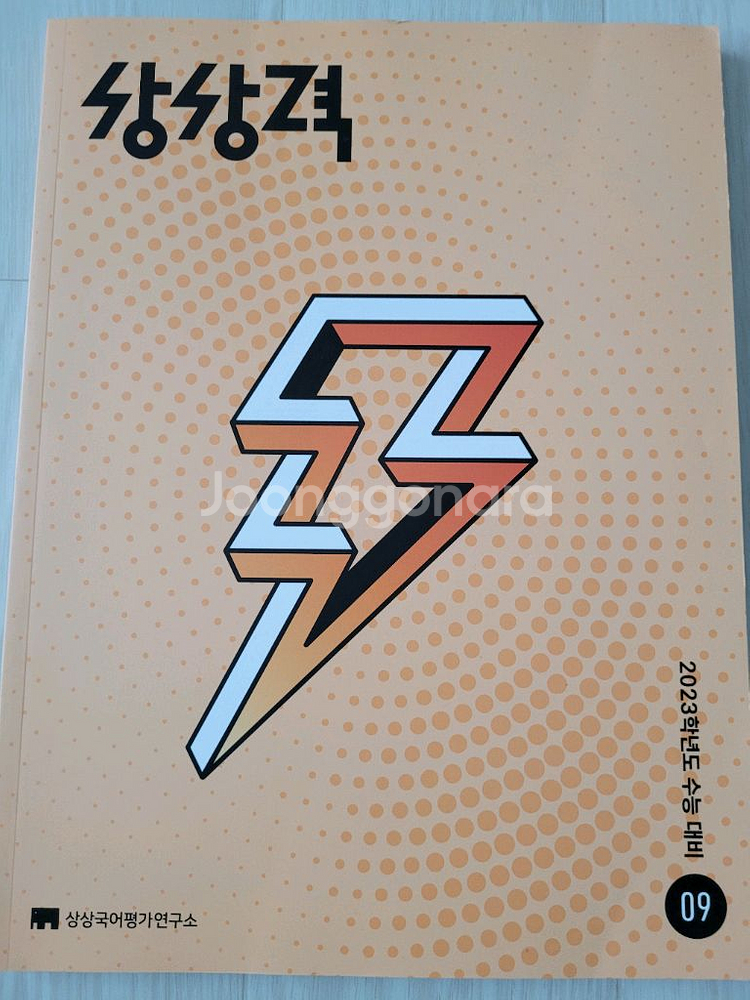 상상력
Joonggonara
2023학년도 수능 대비
09
상상국어평가연구소